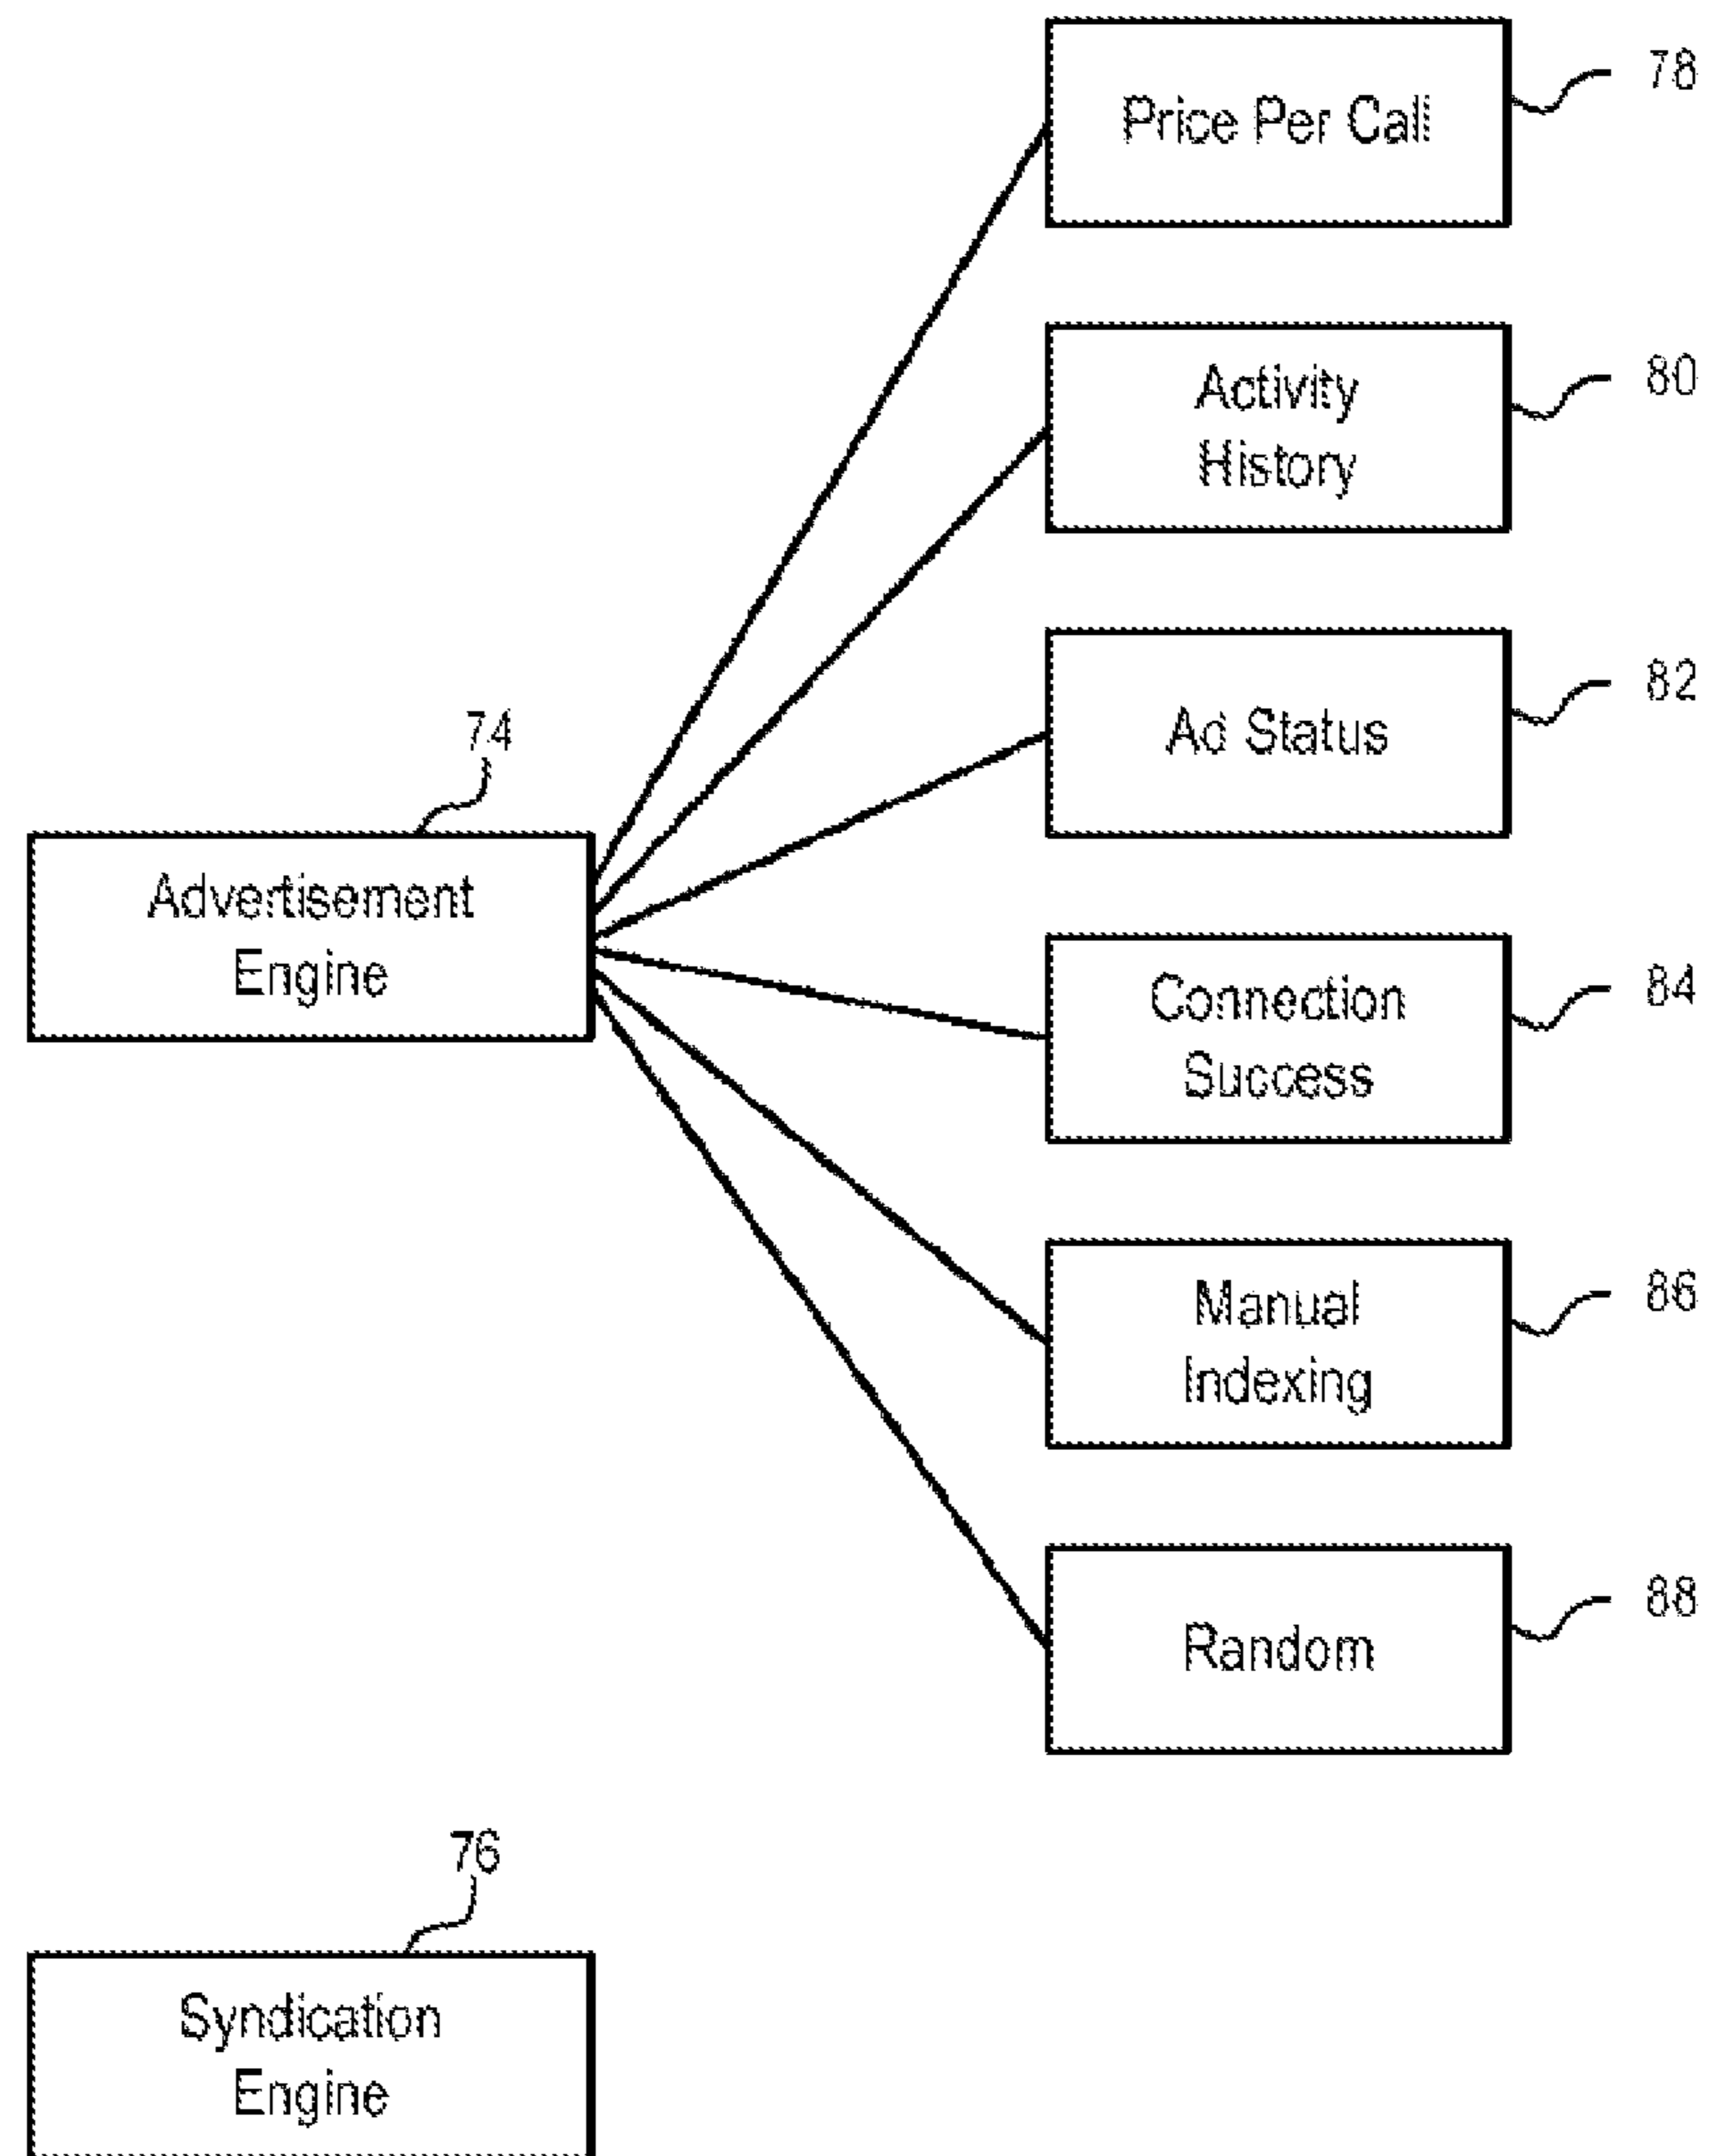 Price Per Call
78
Activity
History
80
Ad Status
82
74
Advertisement
Engine
Connection
Success
84
Manual
Indexing
86
Random
88
76
Syndication
Engine